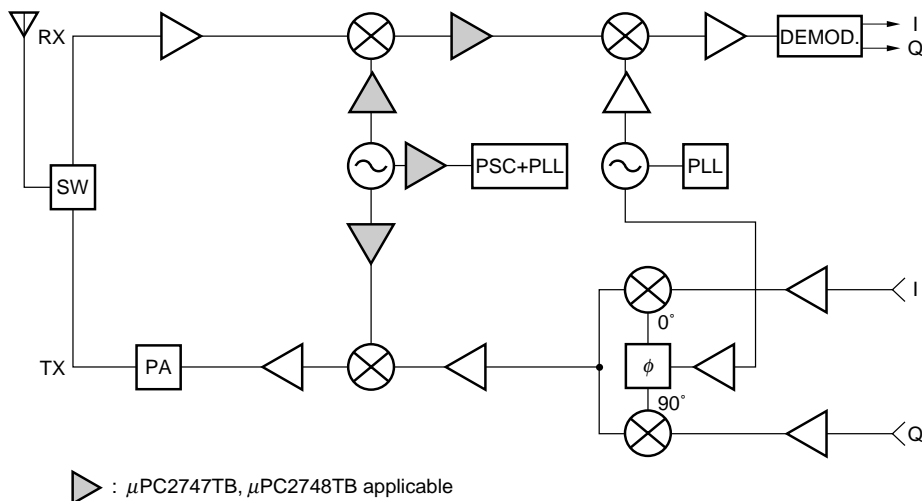 RX
I
DEMOD.
Q
SW
PSC+PLL
PLL
I
0°
TX
PA
ϕ
90°
Q
: μPC2747TB, μPC2748TB applicable